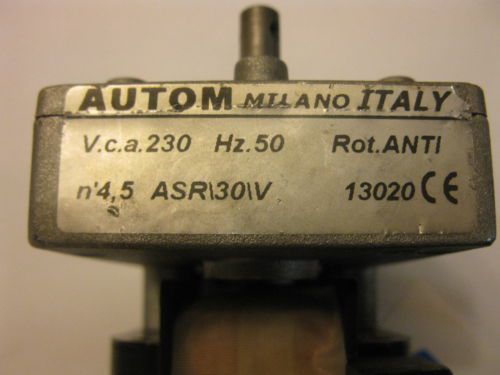 AUTOM MILANO ITALY
V.c.a.230 Hz.50 Rot.ANTI
n'4,5 ASR\30\V 13020 CE